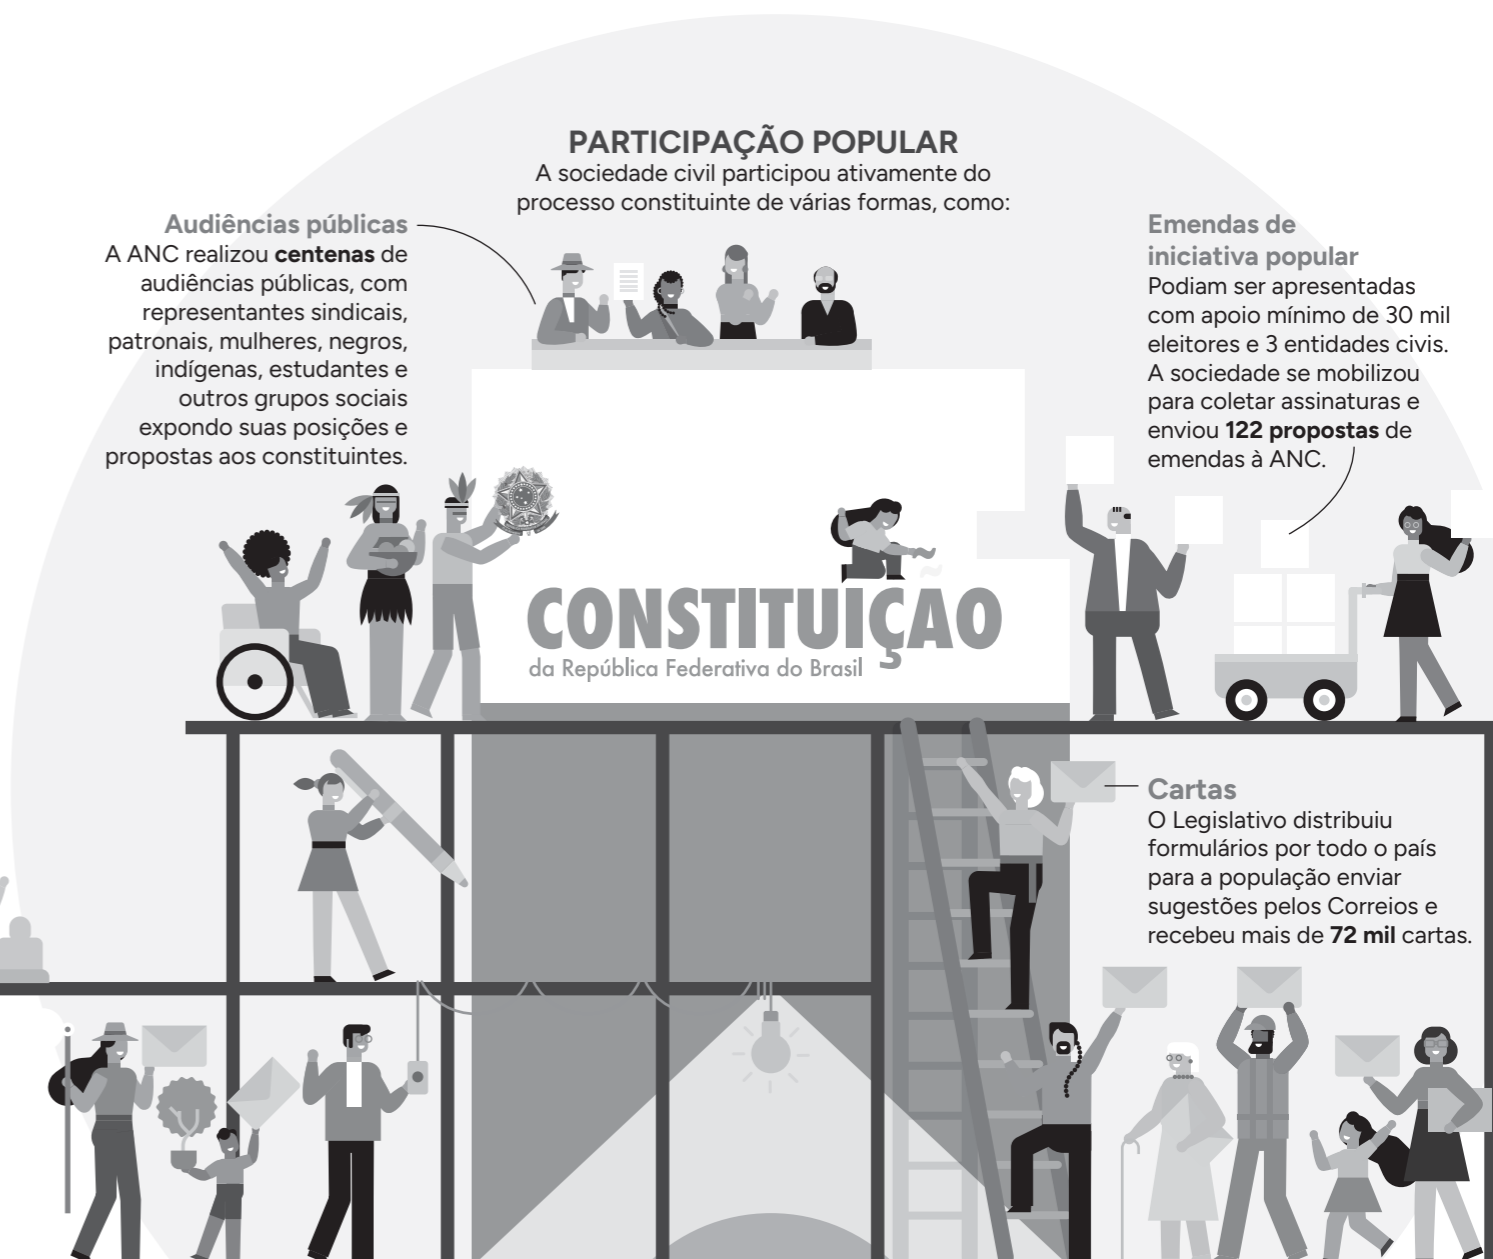 PARTICIPAÇÃO POPULAR
A sociedade civil participou ativamente do
processo constituinte de várias formas, como:
Audiências públicas
A ANC realizou centenas de
audiências públicas, com
representantes sindicais,
patronais, mulheres, negros,
indígenas, estudantes e
outros grupos sociais
expondo suas posições e
propostas aos constituintes.
Emendas de
iniciativa popular
Podiam ser apresentadas
com apoio mínimo de 30 mil
eleitores e 3 entidades civis.
A sociedade se mobilizou
para coletar assinaturas e
enviou 122 propostas de
emendas à ANC.
CONSTITUIÇAO
da República Federativa do Brasil
Cartas
O Legislativo distribuiu
formulários por todo o país
para a população enviar
sugestões pelos Correios e
recebeu mais de 72 mil cartas.